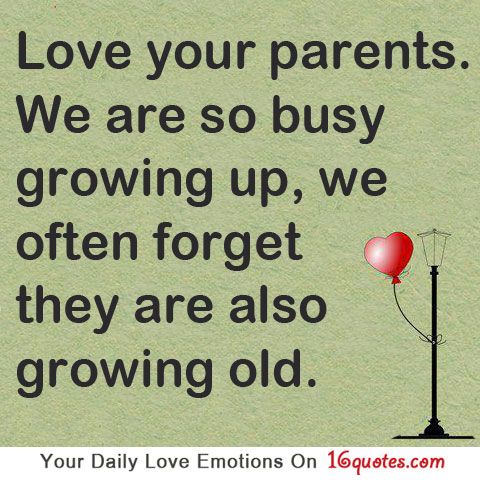 Love your parents.
We are so busy
growing up, we
often forget
they are also
growing old.
Your Daily Love Emotions On 16quotes.com